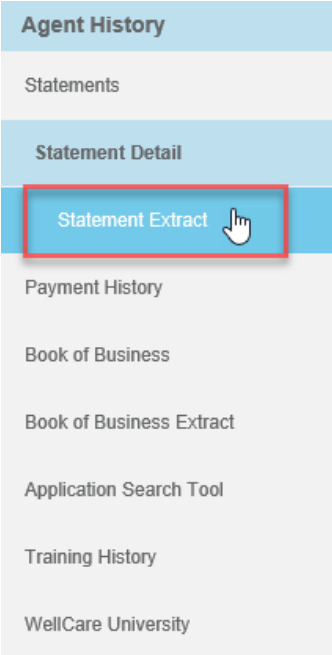 Agent History
Statements
Statement Detail
Statement Extract
Payment History
Book of Business
Book of Business Extract
Application Search Tool
Training History
WellCare University